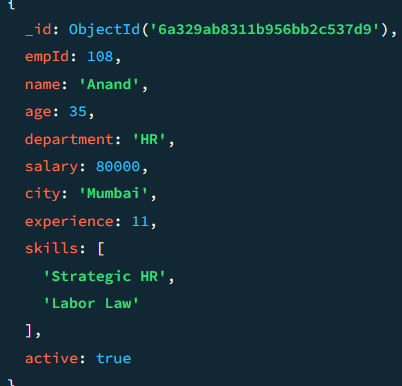 {
_id: ObjectId('6a329ab8311b956bb2c537d9'),
empId: 108,
name: 'Anand',
age: 35,
department: 'HR',
salary: 80000,
city: 'Mumbai',
experience: 11,
skills: [
'Strategic HR',
'Labor Law'
],
active: true
}